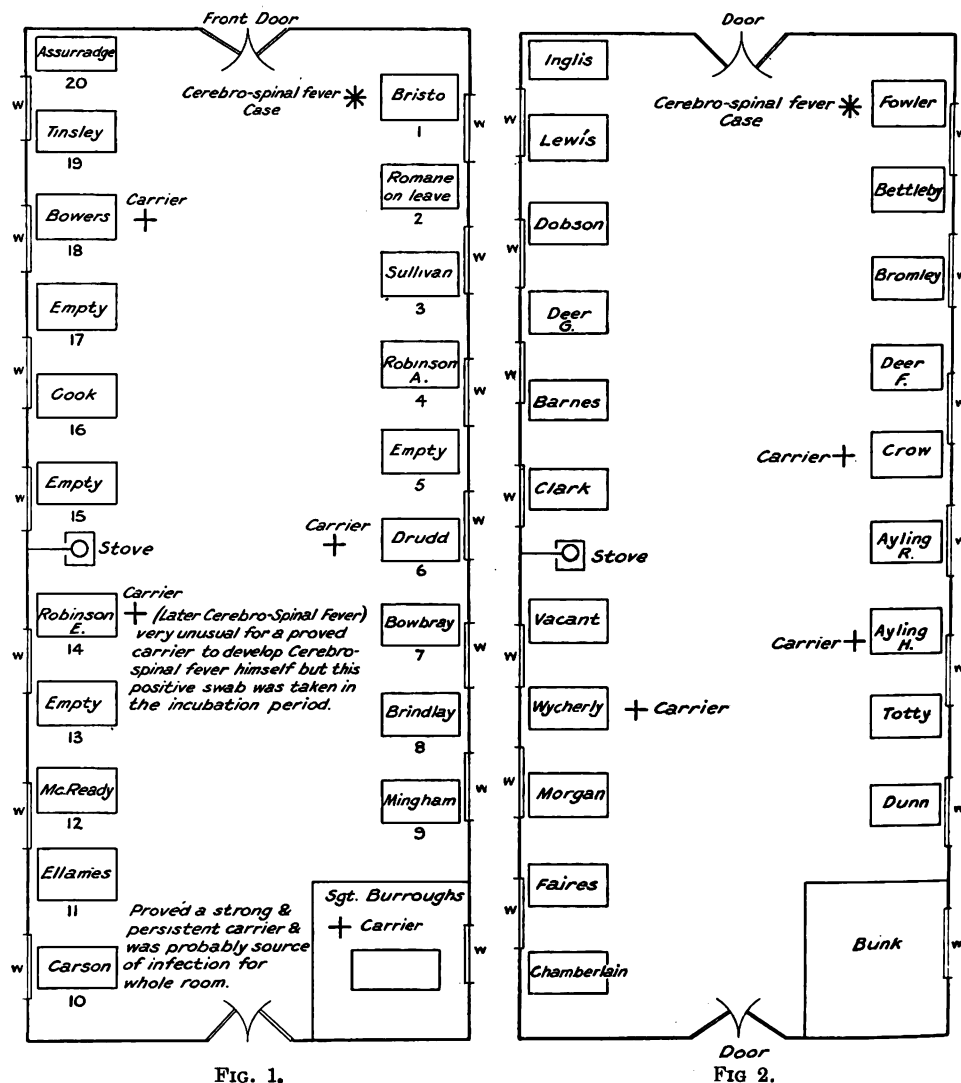 Front Door
Assurradge
20
Tinsley
19
Bowers
18
Carrier
Empty
17
Cook
16
Empty
15
Stove
Robinson
E.
14
Carrier
(Later Cerebro-Spinal Fever)
very unusual for a proved
carrier to develop Cerebro-
spinal fever himself but this
positive swab was taken in
the incubation period.
Empty
13
Mc.Ready
12
Ellames
11
Carson
10
Proved a strong &
persistent carrier &
was probably source
of infection for
whole room.
Cerebro-spinal fever
Case
Bristo
1
Romane
on leave
2
Sullivan
3
Robinson
A.
4
Empty
5
Carrier
Drudd
6
Bowbray
7
Brindlay
8
Mingham
9
Sgt. Burroughs
Carrier
W
W
W
W
W
W
W
W
W
W
W
W
W
W
FIG. 1.
Door
Inglis
Lewis
Dobson
Deer
G.
Barnes
Clark
Stove
Vacant
Wycherly
Carrier
Morgan
Faires
Chamberlain
Cerebro-spinal fever
Case
Fowler
Bettleby
Bromley
Deer
F.
Carrier
Crow
Ayling
R.
Carrier
Ayling
H.
Totty
Dunn
Bunk
W
W
W
W
W
W
W
W
W
W
W
W
W
W
Door
FIG 2.